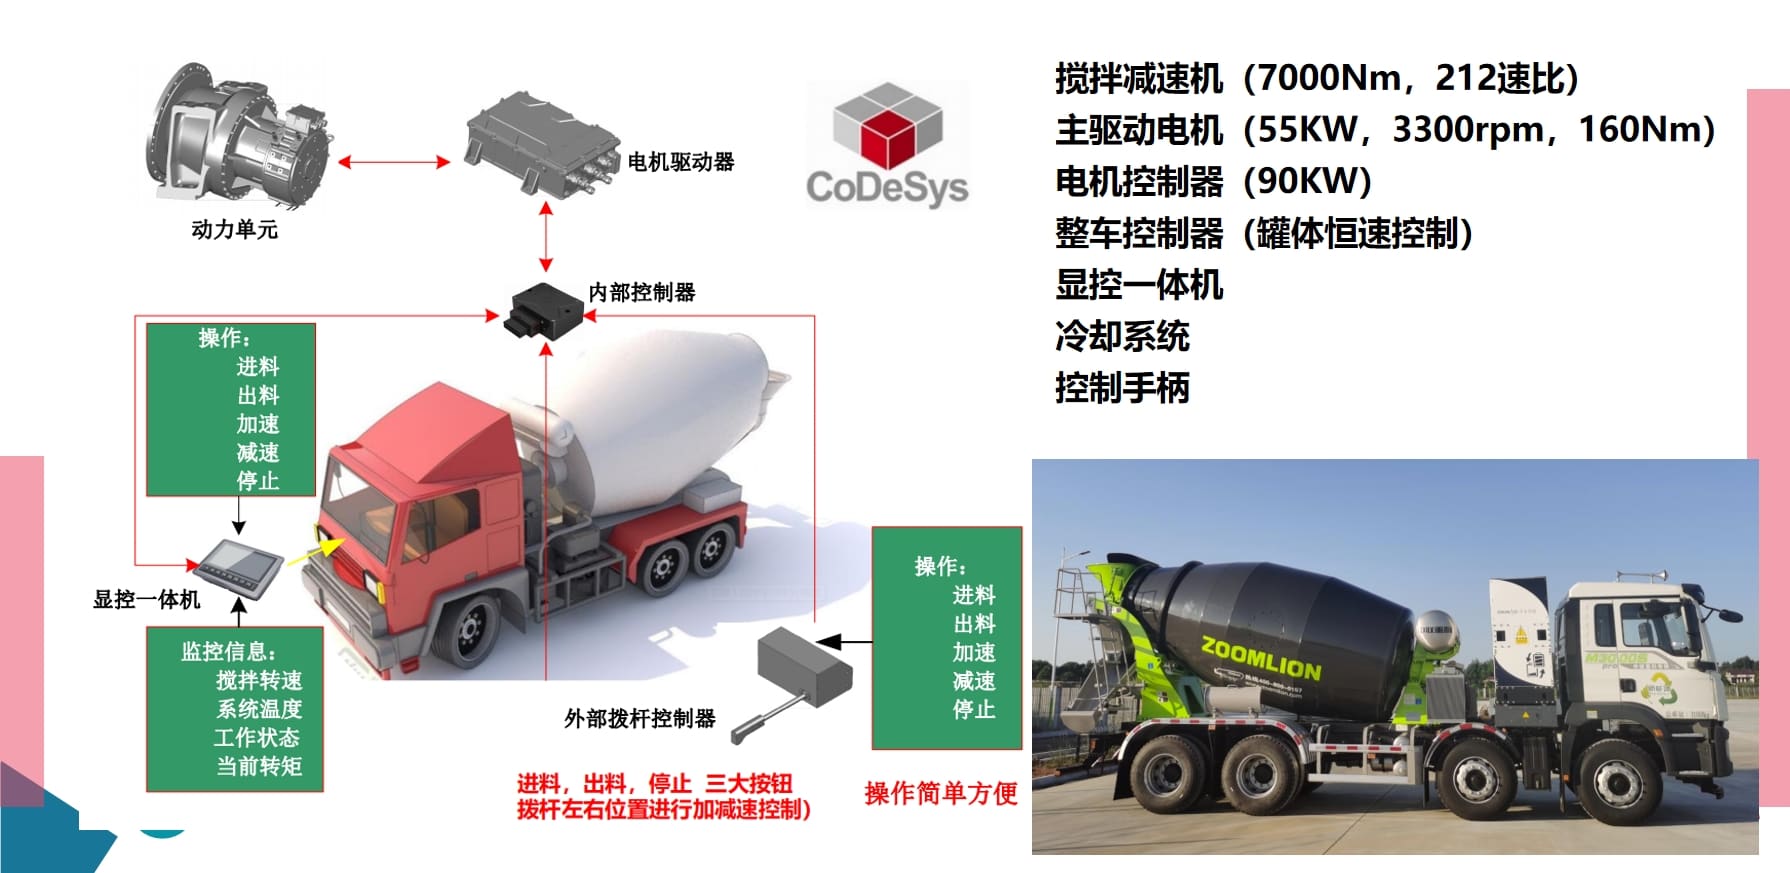 动力单元
电机驱动器
CoDeSys
内部控制器
操作：
进料
出料
加速
减速
停止
显控一体机
监控信息：
搅拌转速
系统温度
工作状态
当前转矩
操作：
进料
出料
加速
减速
停止
外部拨杆控制器
进料，出料，停止 三大按钮
拨杆左右位置进行加减速控制)
操作简单方便
搅拌减速机（7000Nm，212速比）
主驱动电机（55KW，3300rpm，160Nm）
电机控制器（90KW）
整车控制器（罐体恒速控制）
显控一体机
冷却系统
控制手柄
ZOOMLION
M3000S